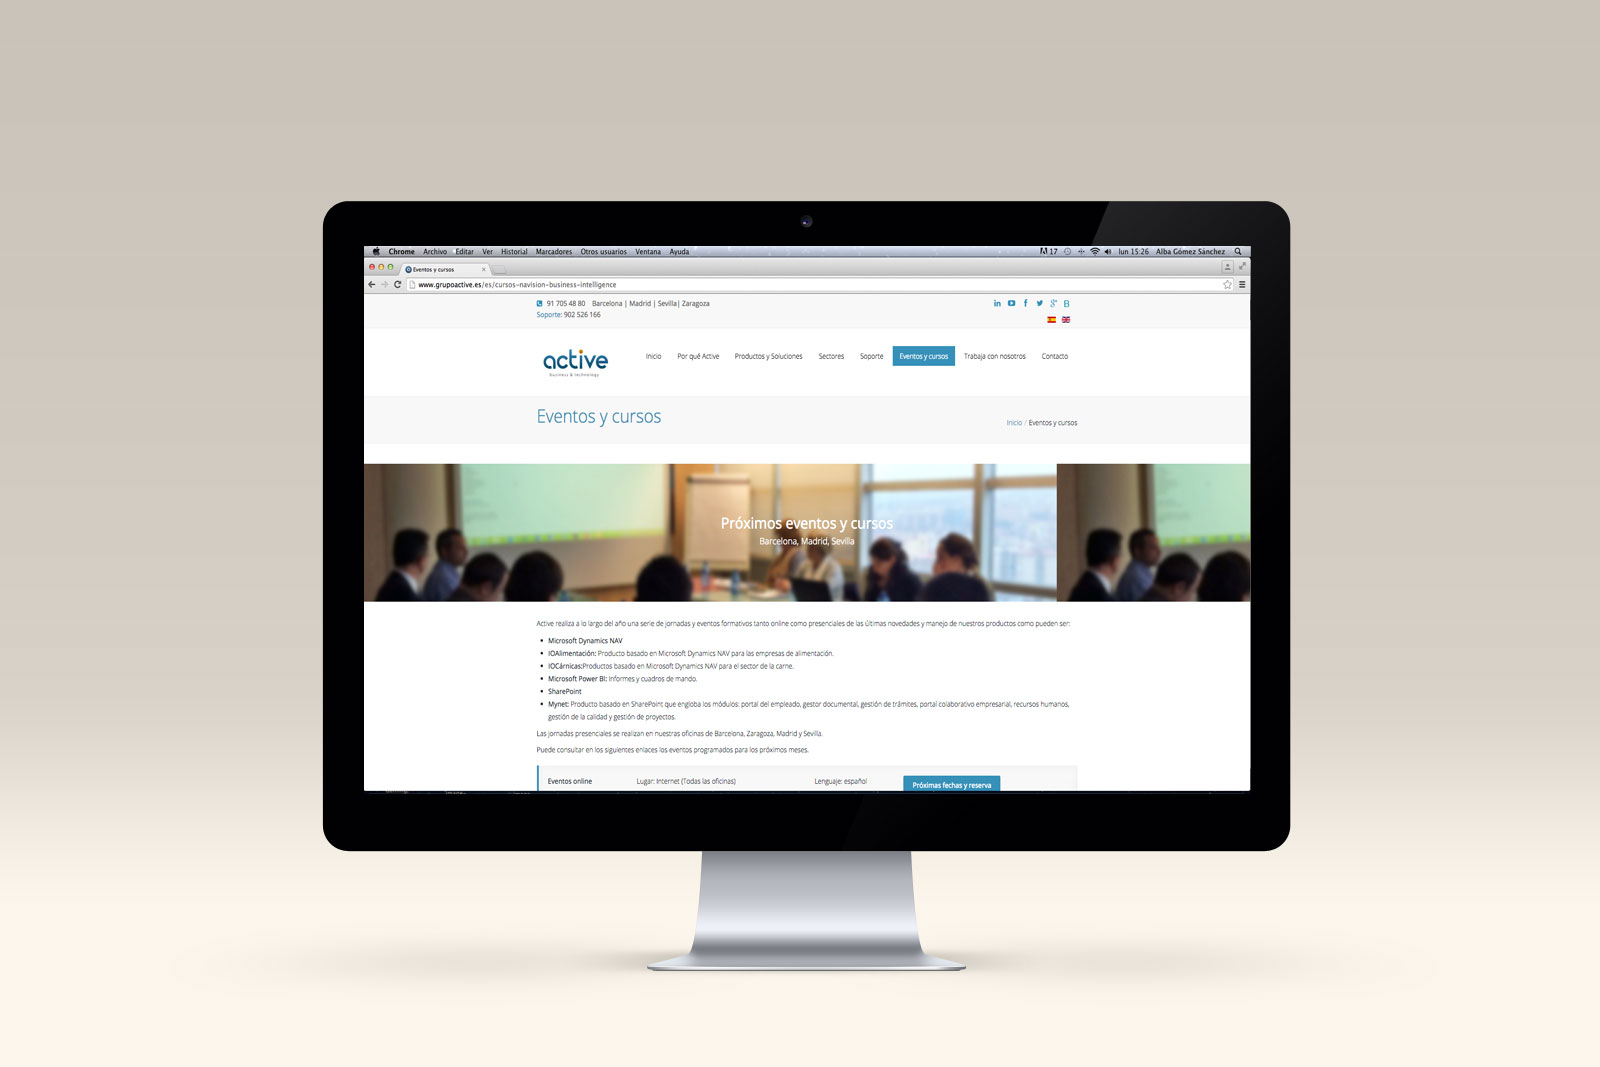 Chrome Archivo Editar Ver Historial Marcadores Otros usuarios Ventana Ayuda 17 lun 15:26 Alba Gómez Sánchez
Eventos y cursos
www.grupoactive.es/es/cursos-navision-business-intelligence
91 705 48 80 Barcelona | Madrid | Sevilla| Zaragoza
Soporte: 902 526 166
active
business & technology
Inicio Por qué Active Productos y Soluciones Sectores Soporte Eventos y cursos Trabaja con nosotros Contacto
Eventos y cursos
Inicio / Eventos y cursos
Próximos eventos y cursos
Barcelona, Madrid, Sevilla
Active realiza a lo largo del año una serie de jornadas y eventos formativos tanto online como presenciales de las últimas novedades y manejo de nuestros productos como pueden ser:
• Microsoft Dynamics NAV
• IOAlimentación: Producto basado en Microsoft Dynamics NAV para las empresas de alimentación.
• IOCárnicas:Productos basado en Microsoft Dynamics NAV para el sector de la carne.
• Microsoft Power BI: Informes y cuadros de mando.
• SharePoint
• Mynet: Producto basado en SharePoint que engloba los módulos: portal del empleado, gestor documental, gestión de trámites, portal colaborativo empresarial, recursos humanos,
gestión de la calidad y gestión de proyectos.
Las jornadas presenciales se realizan en nuestras oficinas de Barcelona, Zaragoza, Madrid y Sevilla.
Puede consultar en los siguientes enlaces los eventos programados para los próximos meses.
Eventos online Lugar: Internet (Todas las oficinas) Lenguaje: español Próximas fechas y reserva